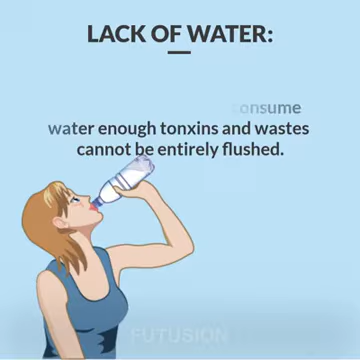 LACK OF WATER:
onsume
water enough tonxins and wastes
cannot be entirely flushed.
FUTUSION